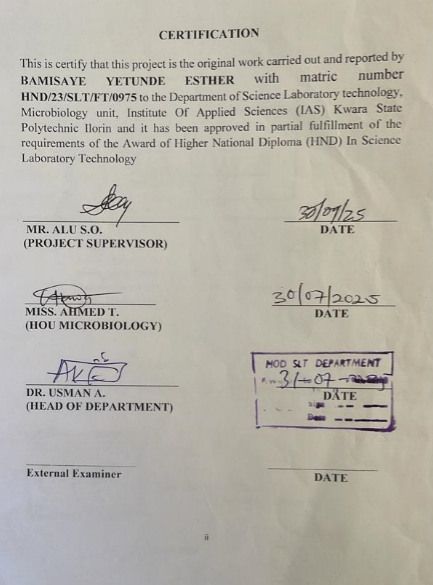 CERTIFICATION
This is certify that this project is the original work carried out and reported by
BAMISAYE YETUNDE ESTHER with matric number
HND/23/SLT/FT/0975 to the Department of Science Laboratory technology,
Microbiology unit, Institute Of Applied Sciences (IAS) Kwara State
Polytechnic Ilorin and it has been approved in partial fulfillment of the
requirements of the Award of Higher National Diploma (HND) In Science
Laboratory Technology
MR. ALU S.O.
(PROJECT SUPERVISOR)
30/07/25
DATE
MISS. AHMED T.
(HOU MICROBIOLOGY)
30/07/2025
DATE
DR. USMAN A.
(HEAD OF DEPARTMENT)
HOD SLT DEPARTMENT
31-07
DATE
External Examiner
DATE
ii